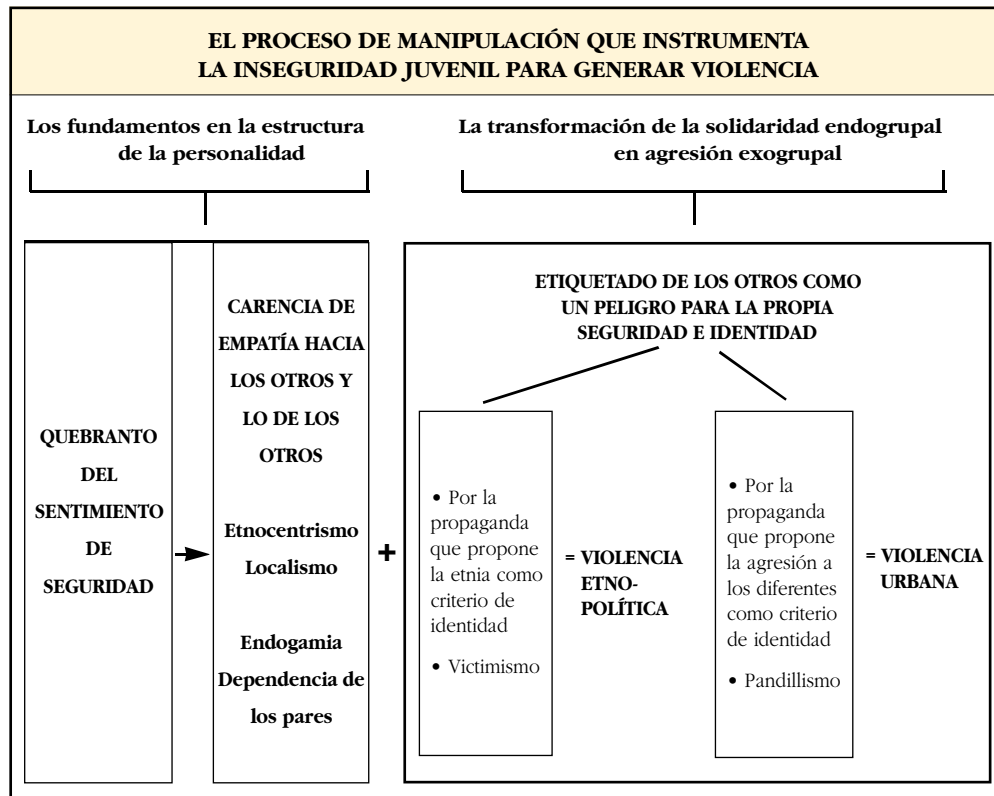 EL PROCESO DE MANIPULACIÓN QUE INSTRUMENTA
LA INSEGURIDAD JUVENIL PARA GENERAR VIOLENCIA
Los fundamentos en la estructura
de la personalidad
La transformación de la solidaridad endogrupal
en agresión exogrupal
QUEBRANTO
DEL
SENTIMIENTO
DE
SEGURIDAD
CARENCIA DE
EMPATÍA HACIA
LOS OTROS Y
LO DE LOS
OTROS
Etnocentrismo
Localismo
Endogamia
Dependencia de
los pares
+
ETIQUETADO DE LOS OTROS COMO
UN PELIGRO PARA LA PROPIA
SEGURIDAD E IDENTIDAD
• Por la
propaganda
que propone
la etnia como
criterio de
identidad
• Victimismo
= VIOLENCIA
ETNO-
POLÍTICA
• Por la
propaganda
que propone
la agresión a
los diferentes
como criterio
de identidad
• Pandillismo
= VIOLENCIA
URBANA